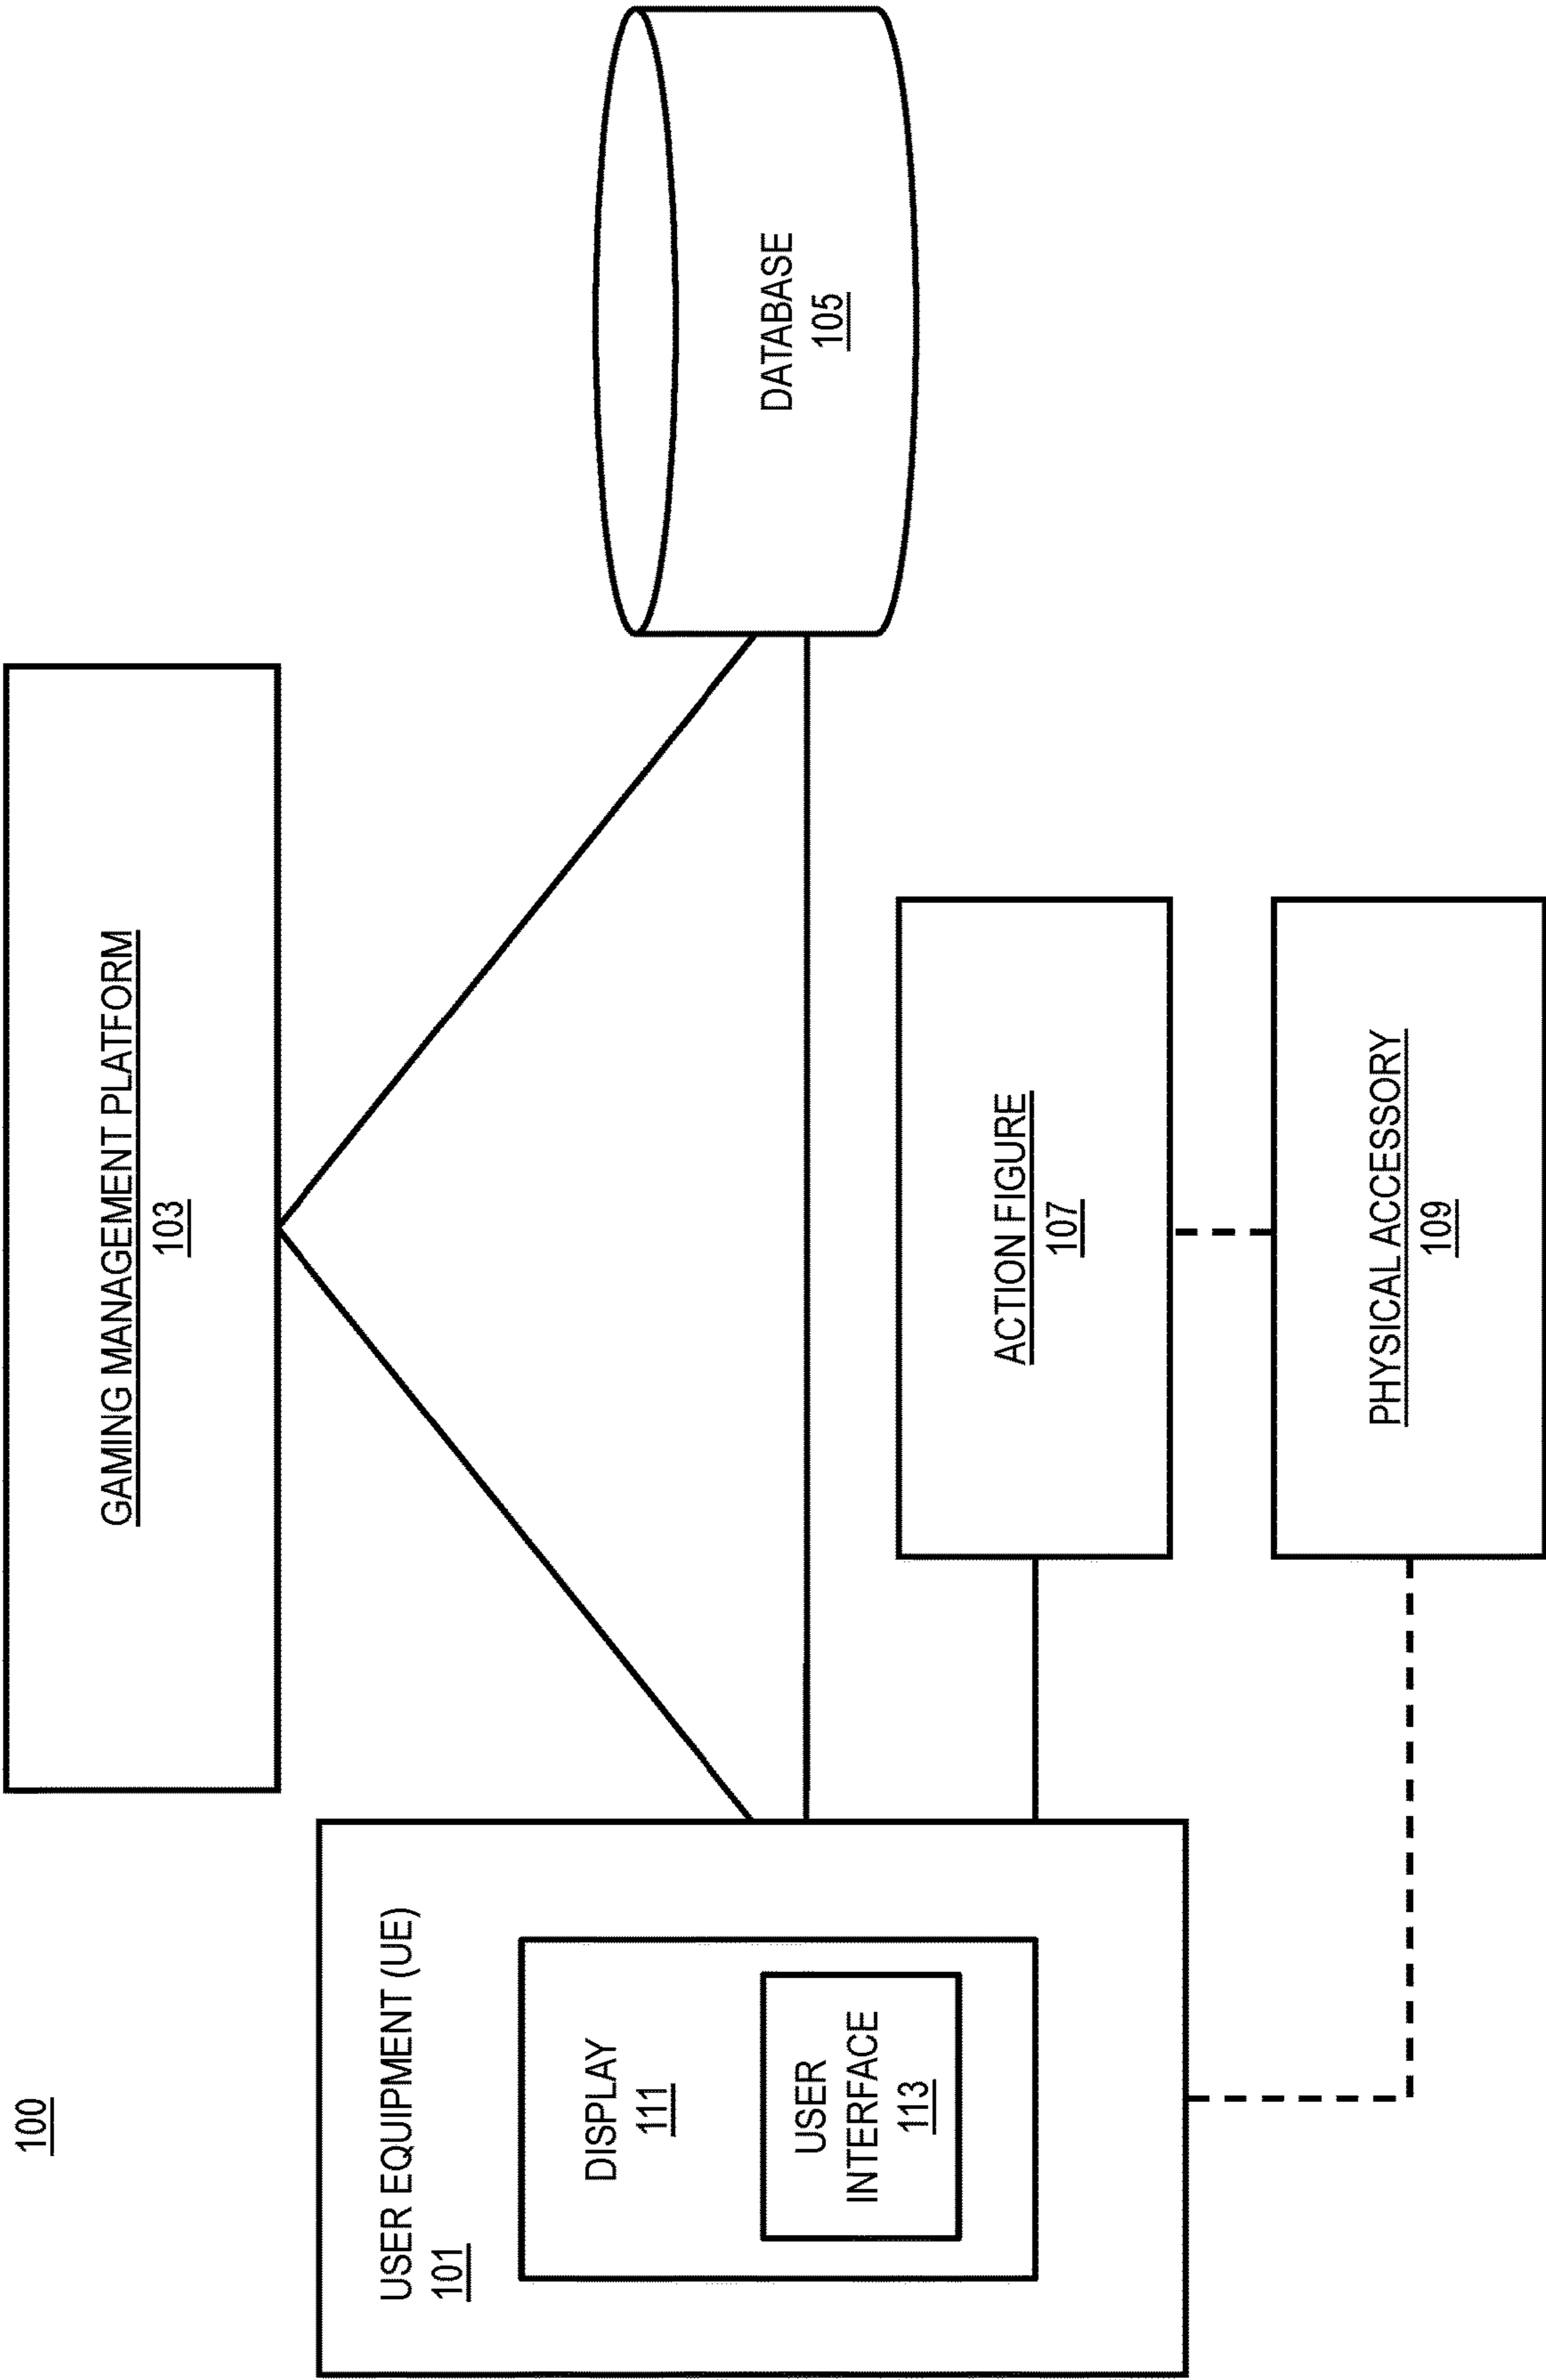 100
GAMING MANAGEMENT PLATFORM
103
USER EQUIPMENT (UE)
101
DISPLAY
111
USER
INTERFACE
113
DATABASE
105
ACTION FIGURE
107
PHYSICAL ACCESSORY
109